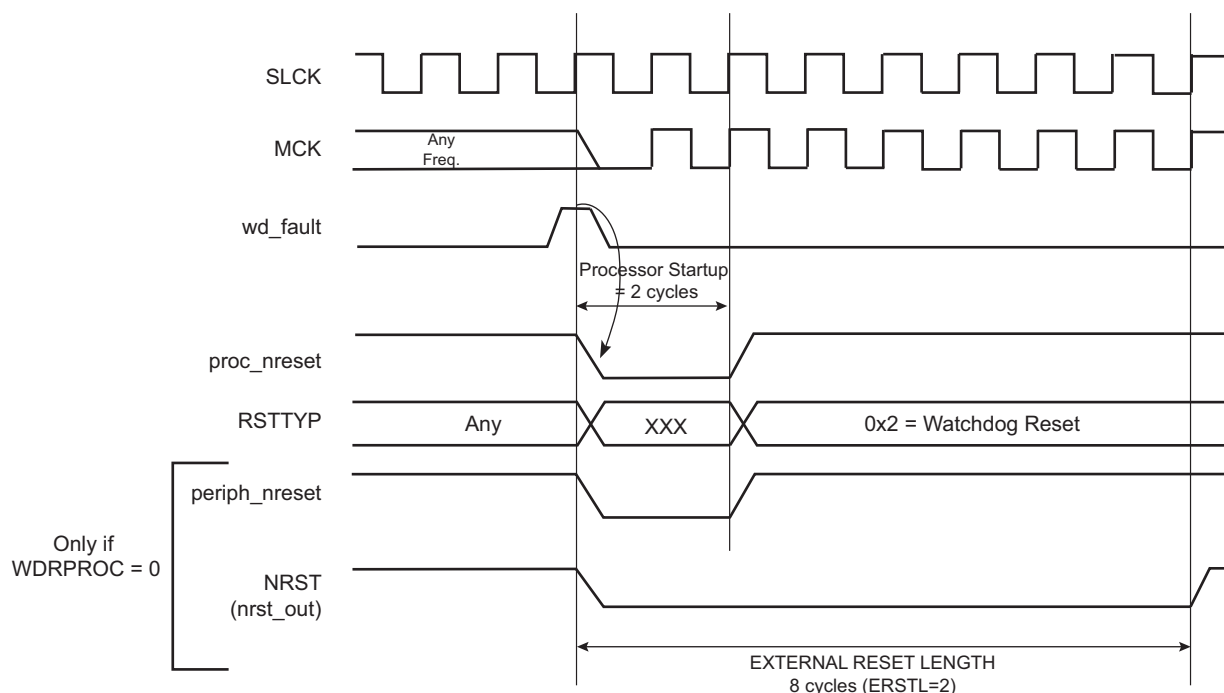 SLCK
MCK
Any
Freq.
wd_fault
Processor Startup
= 2 cycles
proc_nreset
RSTTYP
Any
XXX
0x2 = Watchdog Reset
periph_nreset
Only if
WDRPROC = 0
NRST
(nrst_out)
EXTERNAL RESET LENGTH
8 cycles (ERSTL=2)